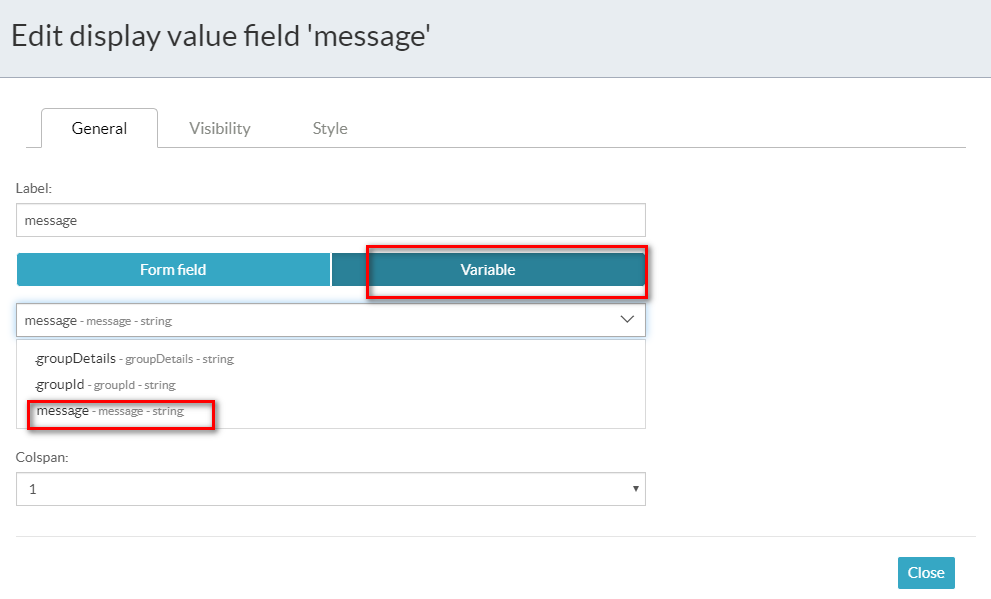 Edit display value field 'message'
General Visibility Style
Label:
message
Form field Variable
message - message - string
groupDetails - groupDetails - string
groupId - groupId - string
message - message - string
Colspan:
1
Close